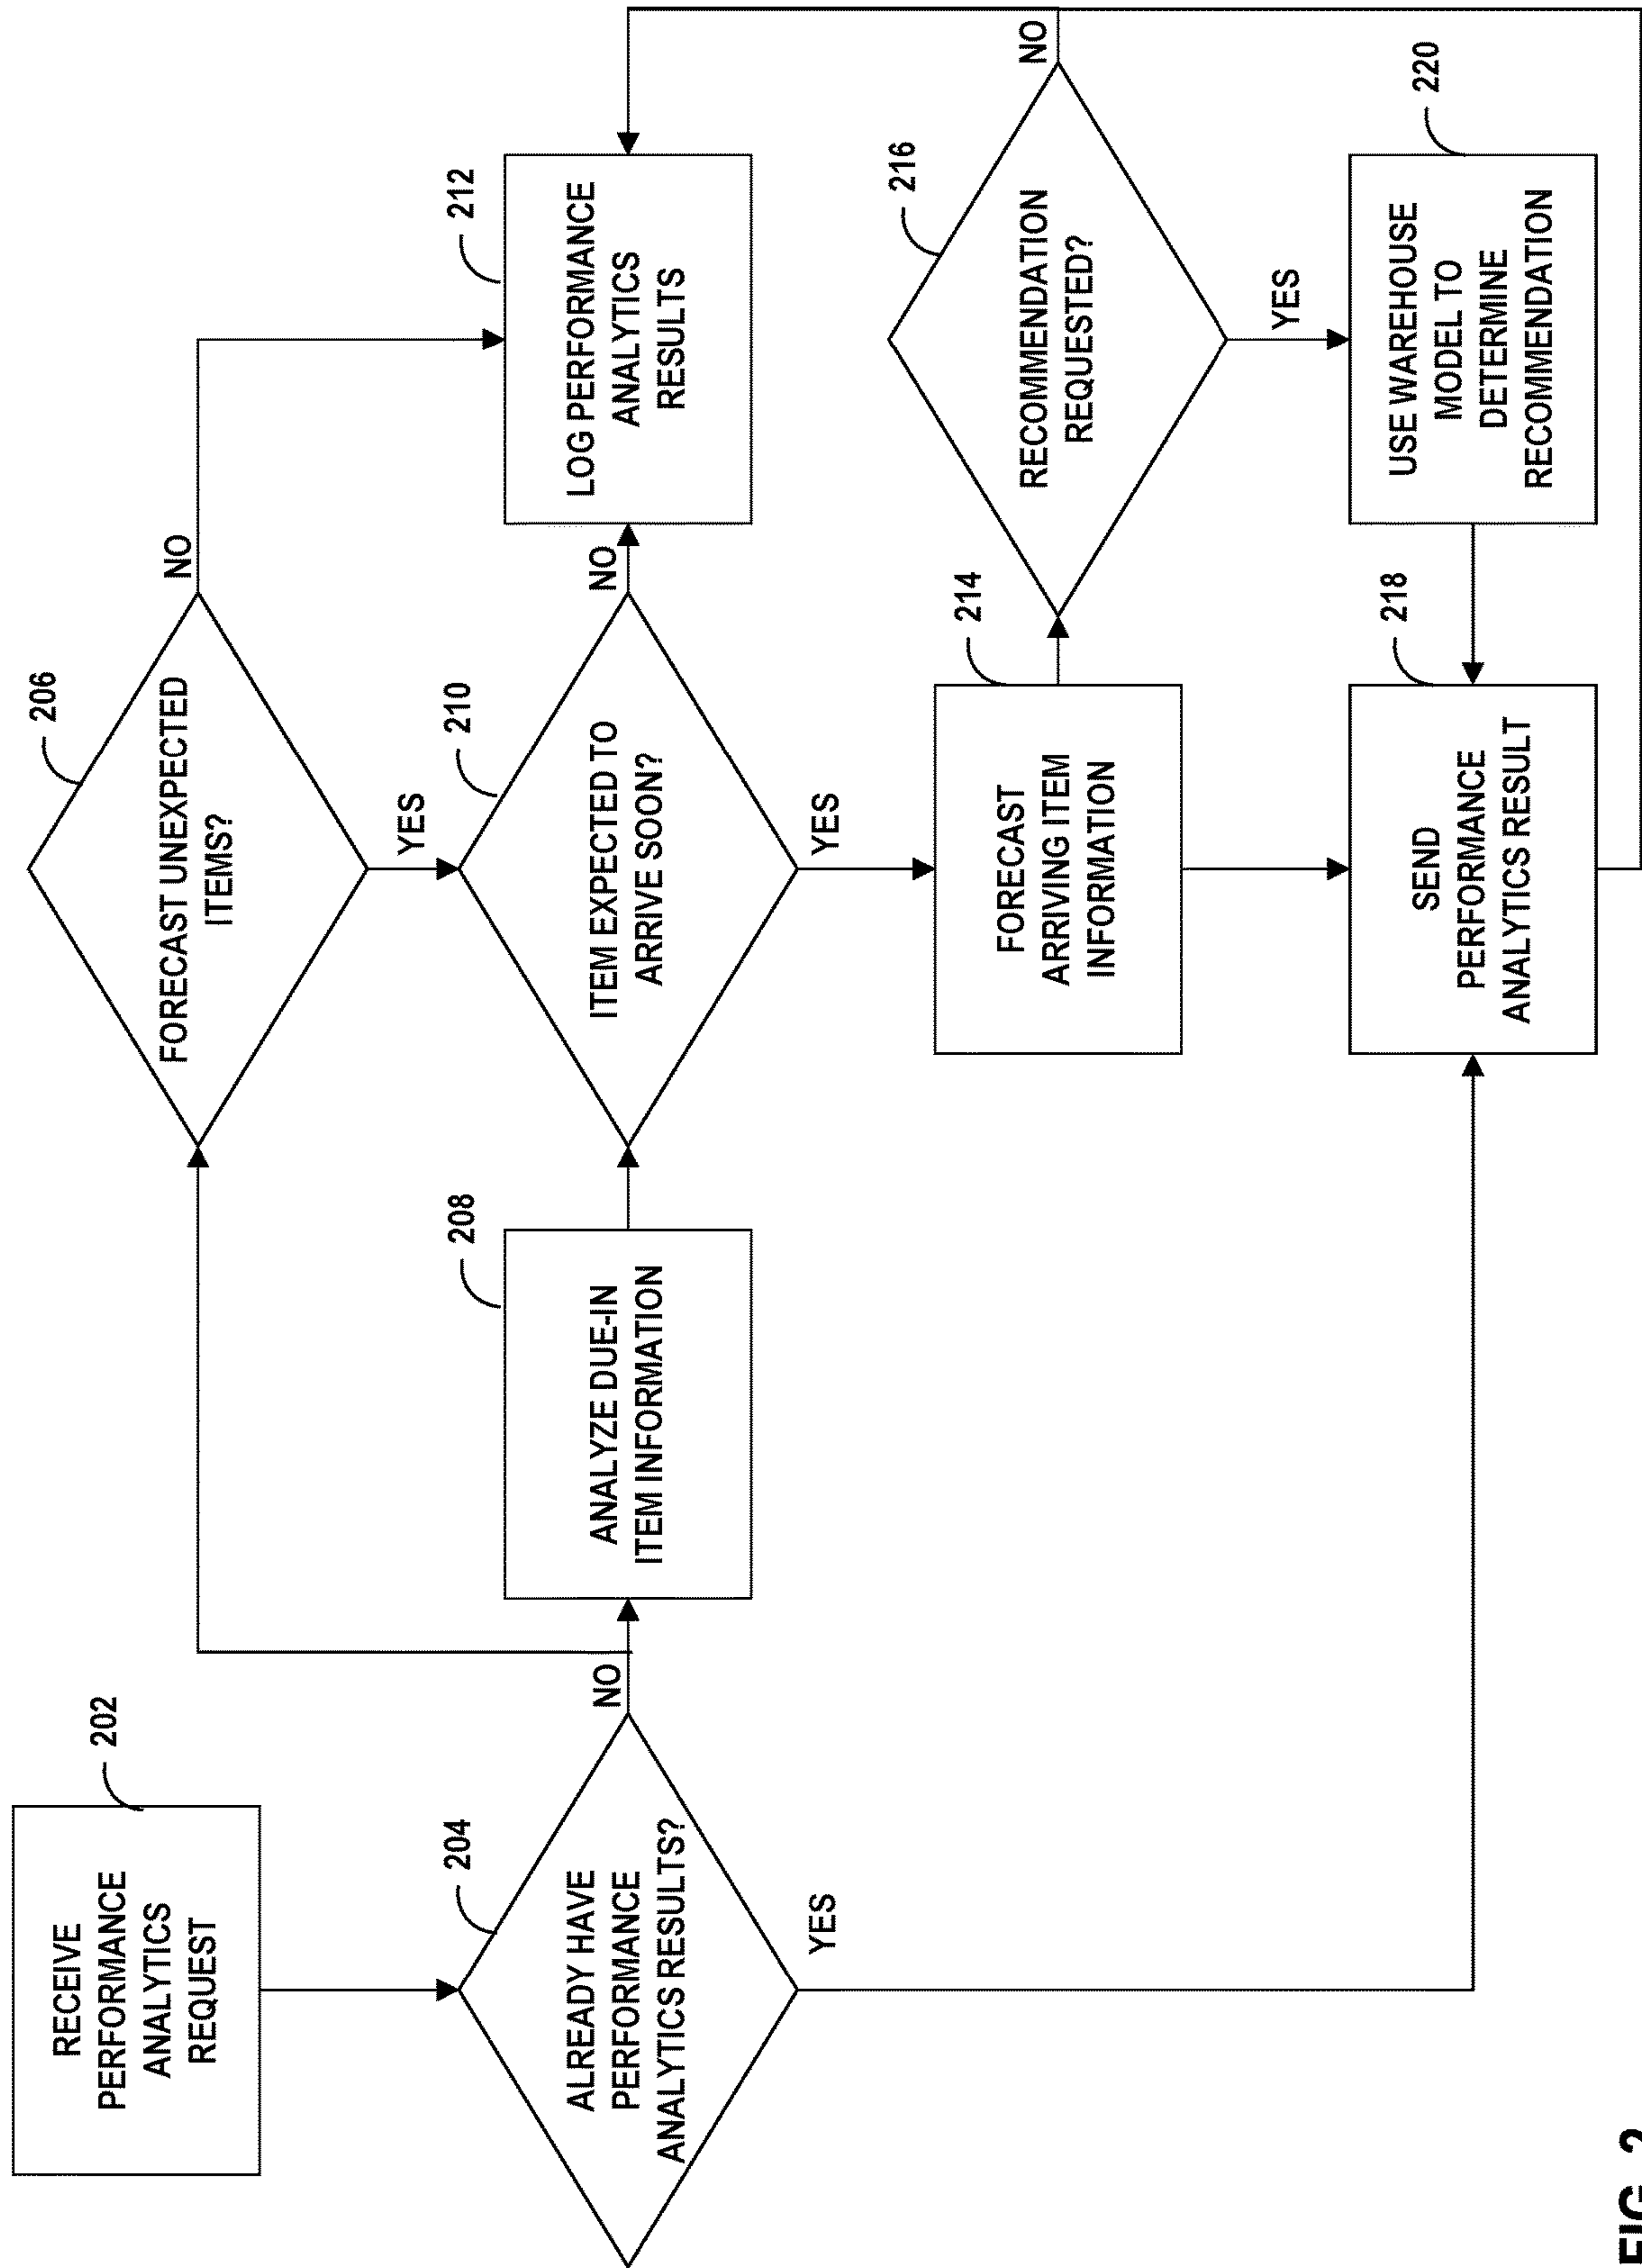 202
RECEIVE
PERFORMANCE
ANALYTICS
REQUEST
204
ALREADY HAVE
PERFORMANCE
ANALYTICS RESULTS?
NO
YES
206
FORECAST UNEXPECTED
ITEMS?
NO
YES
208
ANALYZE DUE-IN
ITEM INFORMATION
210
ITEM EXPECTED TO
ARRIVE SOON?
NO
YES
212
LOG PERFORMANCE
ANALYTICS
RESULTS
214
FORECAST
ARRIVING ITEM
INFORMATION
216
RECOMMENDATION
REQUESTED?
NO
YES
218
SEND
PERFORMANCE
ANALYTICS RESULT
220
USE WAREHOUSE
MODEL TO
DETERMINE
RECOMMENDATION
FIG. 2